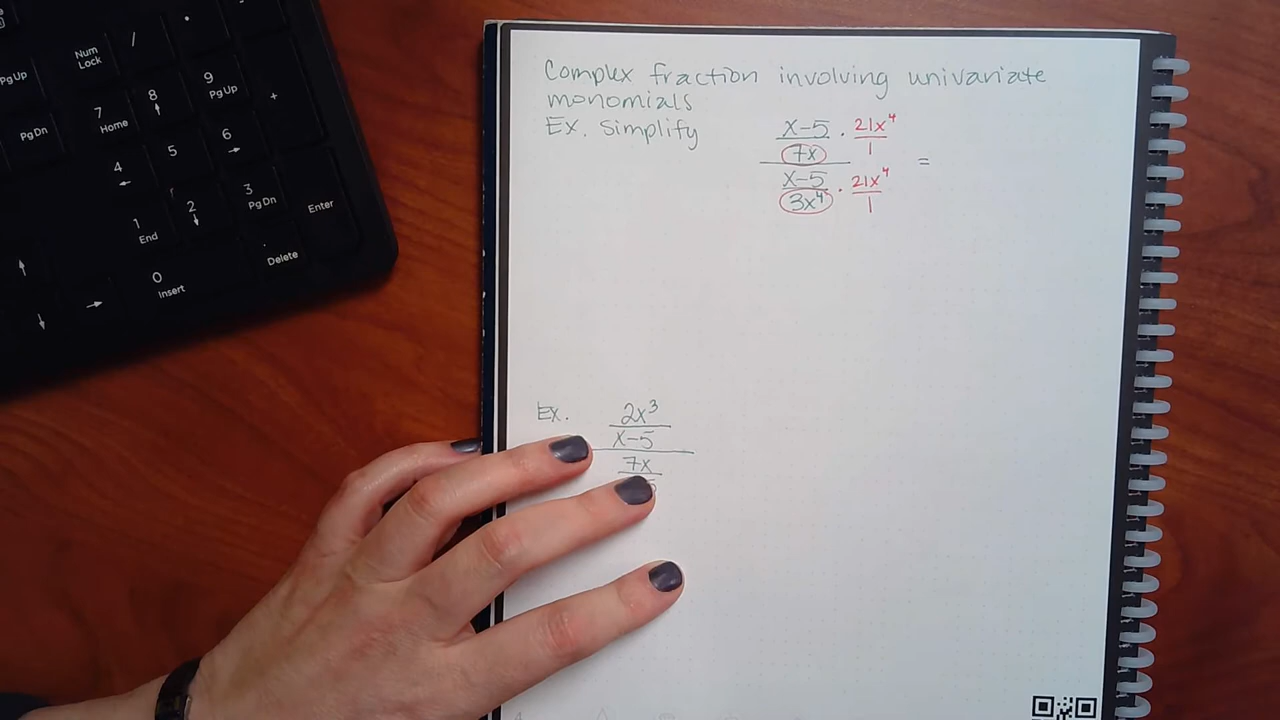 Num
Lock
/
PgUp
7
Home
8
9
PgUp
+
PgDn
4
5
6
1
End
2
3
PgDn
Enter
0
Insert
.
Delete
Complex fraction involving univariate
monomials
Ex. Simplify
x-5 · 21x⁴
7x 1
=
x-5 · 21x⁴
3x⁴ 1
Ex.
2x³
x-5
7x